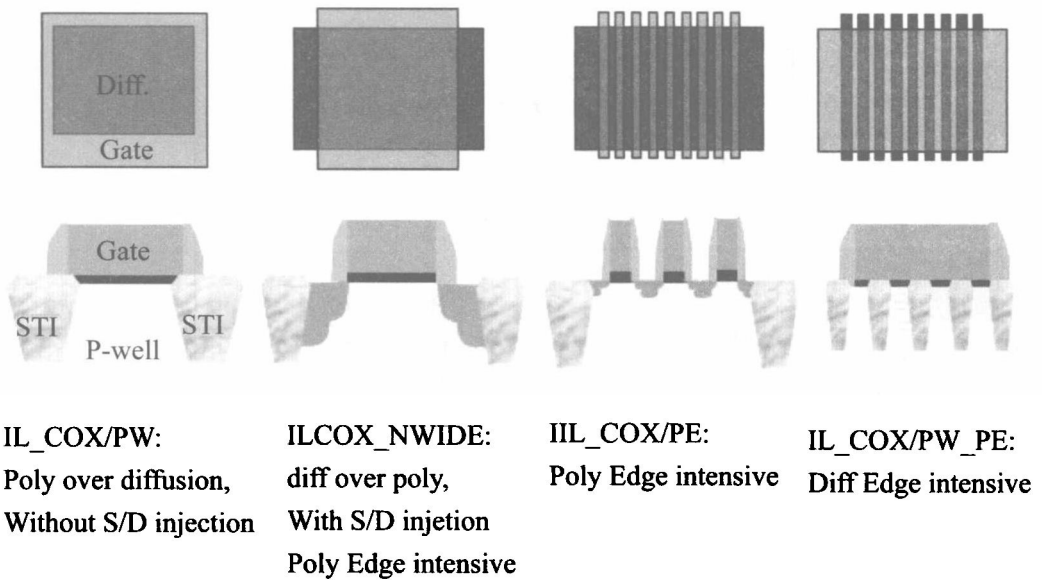 Diff.
Gate
Gate
STI
STI
P-well
IL_COX/PW:
Poly over diffusion,
Without S/D injection
ILCOX_NWIDE:
diff over poly,
With S/D injetion
Poly Edge intensive
IIL_COX/PE:
Poly Edge intensive
IL_COX/PW_PE:
Diff Edge intensive